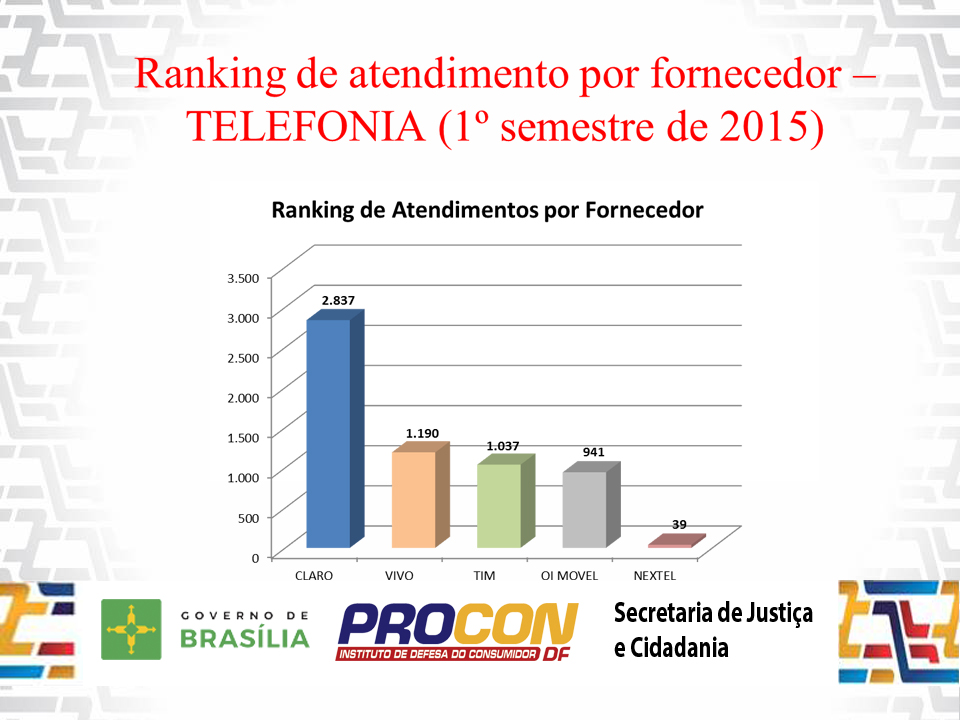 Ranking de atendimento por fornecedor –
TELEFONIA (1º semestre de 2015)
Ranking de Atendimentos por Fornecedor
3.500
3.000
2.500
2.000
1.500
1.000
500
0
2.837
1.190
1.037
941
39
CLARO VIVO TIM OI MOVEL NEXTEL
GOVERNO DE
BRASÍLIA
PROCON
INSTITUTO DE DEFESA DO CONSUMIDOR DF
Secretaria de Justiça
e Cidadania